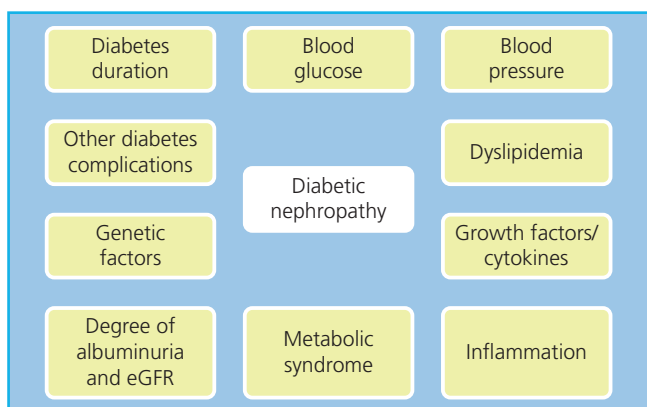 Diabetes
duration
Blood
glucose
Blood
pressure
Other diabetes
complications
Dyslipidemia
Diabetic
nephropathy
Genetic
factors
Growth factors/
cytokines
Degree of
albuminuria
and eGFR
Metabolic
syndrome
Inflammation